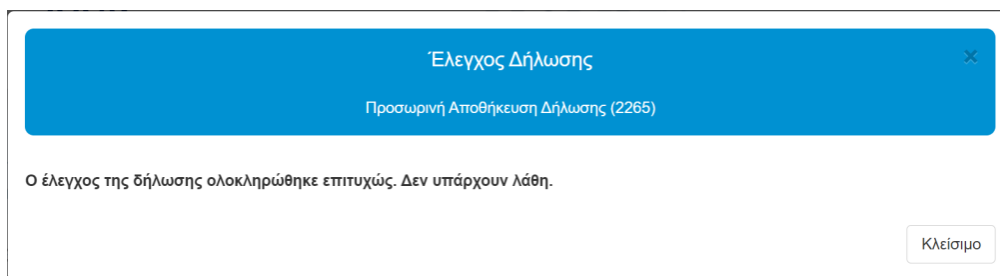 Έλεγχος Δήλωσης
×
Προσωρινή Αποθήκευση Δήλωσης (2265)
Ο έλεγχος της δήλωσης ολοκληρώθηκε επιτυχώς. Δεν υπάρχουν λάθη.
Κλείσιμο